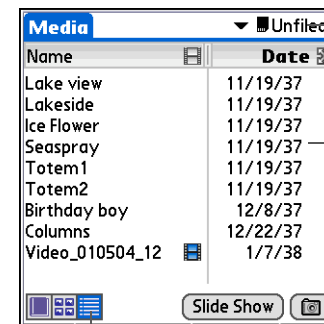 Media Unfiled
Name Date
Lake view 11/19/37
Lakeside 11/19/37
Ice Flower 11/19/37
Seaspray 11/19/37
Totem1 11/19/37
Totem2 11/19/37
Birthday boy 12/8/37
Columns 12/22/37
Video_010504_12 1/7/38
Slide Show